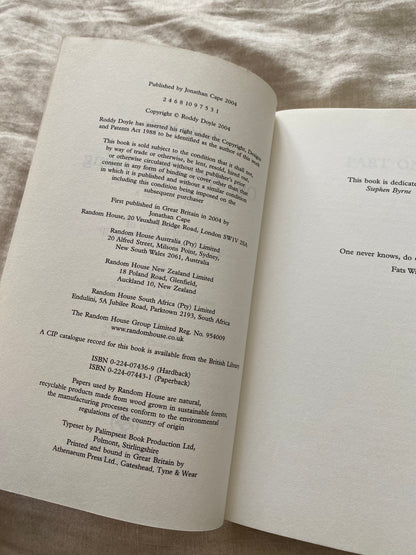 Published by Jonathan Cape 2004
2 4 6 8 10 9 7 5 3 1
Copyright © Roddy Doyle 2004
Roddy Doyle has asserted his right under the Copyright, Designs
and Patents Act 1988 to be identified as the author of this work
This book is sold subject to the condition that it shall not,
by way of trade or otherwise, be lent, resold, hired out,
or otherwise circulated without the publisher's prior
consent in any form of binding or cover other than that
in which it is published and without a similar condition
including this condition being imposed on the
subsequent purchaser
First published in Great Britain in 2004 by
Jonathan Cape
Random House, 20 Vauxhall Bridge Road, London SW1V 2SA
Random House Australia (Pty) Limited
20 Alfred Street, Milsons Point, Sydney,
New South Wales 2061, Australia
Random House New Zealand Limited
18 Poland Road, Glenfield,
Auckland 10, New Zealand
Random House South Africa (Pty) Limited
Endulini, 5A Jubilee Road, Parktown 2193, South Africa
The Random House Group Limited Reg. No. 954009
www.randomhouse.co.uk
A CIP catalogue record for this book is available from the British Library
ISBN 0-224-07436-9 (Hardback)
ISBN 0-224-07443-1 (Paperback)
Papers used by Random House are natural,
recyclable products made from wood grown in sustainable forests;
the manufacturing processes conform to the environmental
regulations of the country of origin
Typeset by Palimpsest Book Production Ltd,
Polmont, Stirlingshire
Printed and bound in Great Britain by
Athenaeum Press Ltd., Gateshead, Tyne & Wear
This book is dedicate
Stephen Byrne
One never knows, do
Fats W